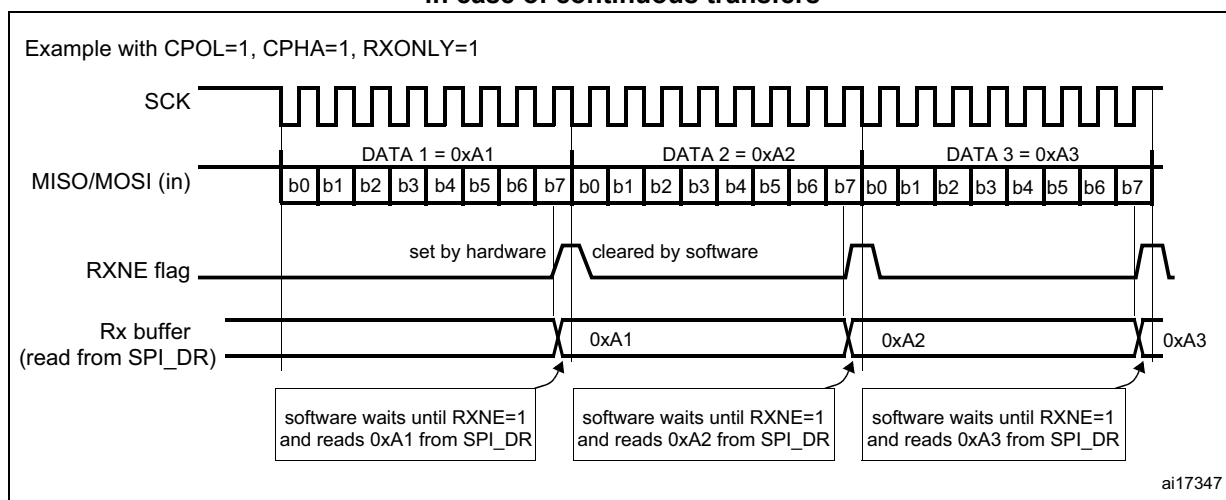 in case of continuous transfers
Example with CPOL=1, CPHA=1, RXONLY=1
SCK
DATA 1 = 0xA1 DATA 2 = 0xA2 DATA 3 = 0xA3
MISO/MOSI (in) b0 b1 b2 b3 b4 b5 b6 b7 b0 b1 b2 b3 b4 b5 b6 b7 b0 b1 b2 b3 b4 b5 b6 b7
set by hardware cleared by software
RXNE flag
Rx buffer
(read from SPI_DR) 0xA1 0xA2 0xA3
software waits until RXNE=1
and reads 0xA1 from SPI_DR
software waits until RXNE=1
and reads 0xA2 from SPI_DR
software waits until RXNE=1
and reads 0xA3 from SPI_DR
ai17347